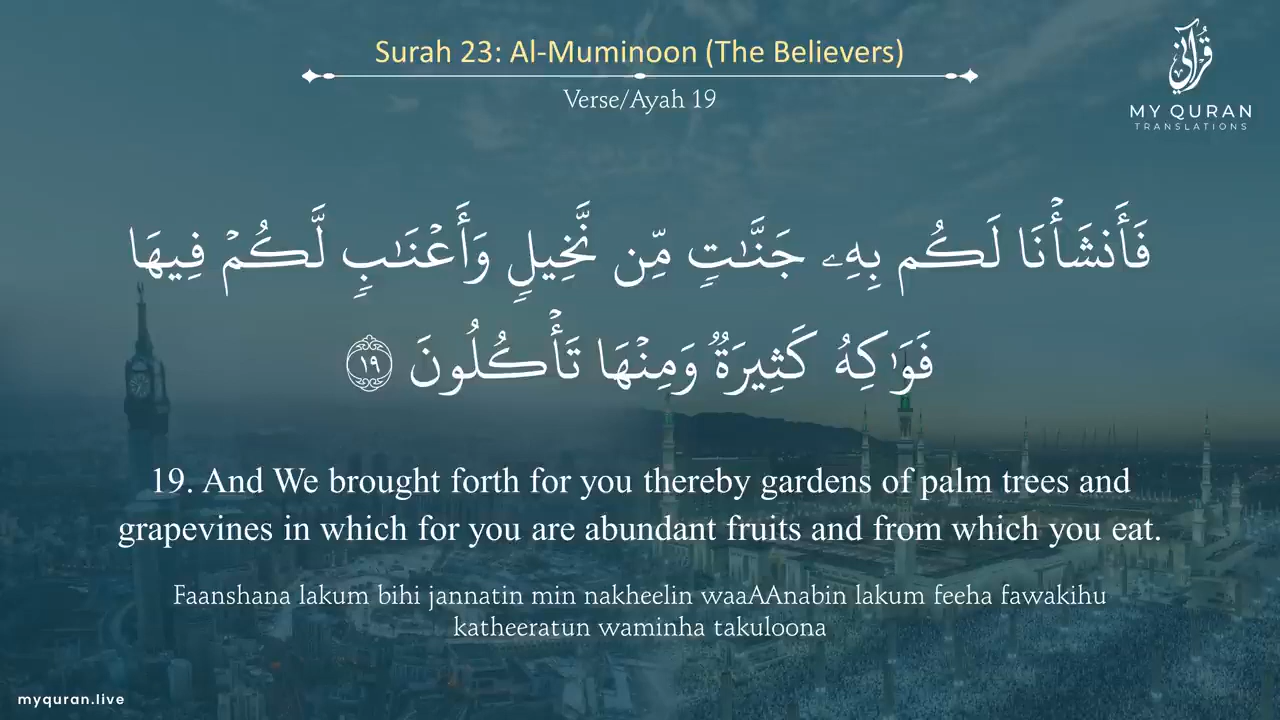 Surah 23: Al-Muminoon (The Believers)
Verse/Ayah 19
قُرآنِي
MY QURAN
TRANSLATIONS
فَأَنشَأْنَا لَكُم بِهِۦ جَنَّـٰتٍ مِّن نَّخِيلٍ وَأَعْنَـٰبٍ لَّكُمْ فِيهَا
فَوَٰكِهُ كَثِيرَةٌ وَمِنْهَا تَأْكُلُونَ ١٩
19. And We brought forth for you thereby gardens of palm trees and
grapevines in which for you are abundant fruits and from which you eat.
Faanshana lakum bihi jannatin min nakheelin waaAAnabin lakum feeha fawakihu
katheeratun waminha takuloona
myquran.live